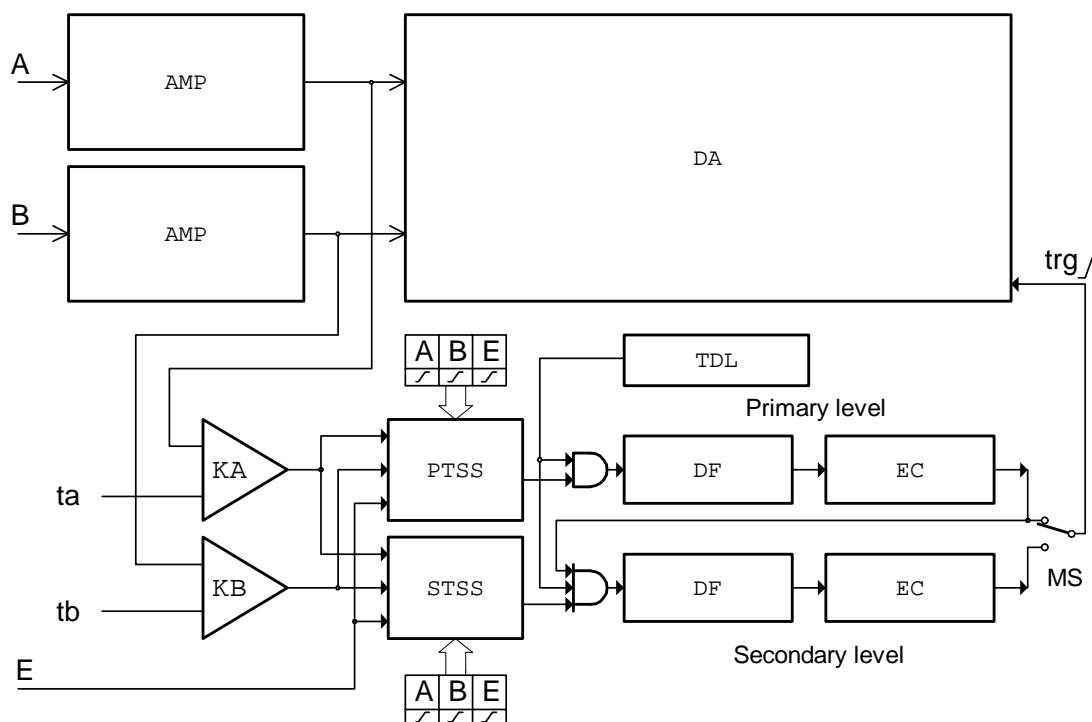 A
AMP
DA
B
AMP
trg
A B E
TDL
Primary level
KA
PTSS
DF
EC
ta
KB
STSS
DF
EC
MS
tb
Secondary level
E
A B E